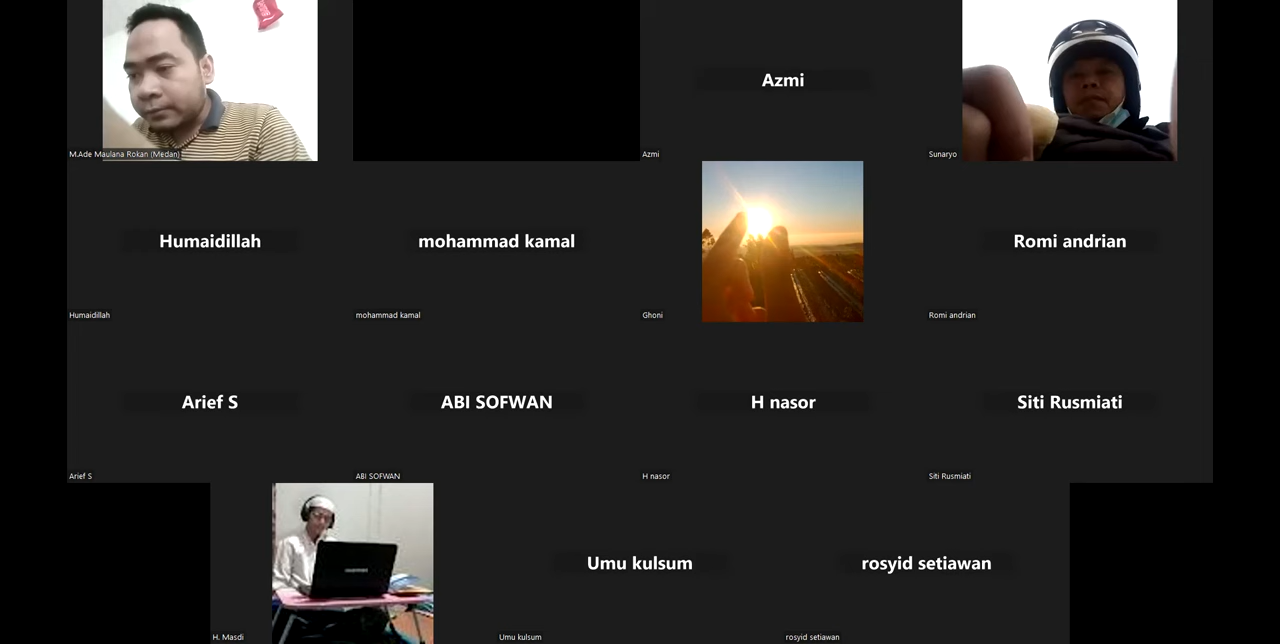 M.Ade Maulana Rokan (Medan)
Azmi
Azmi
Sunaryo
Humaidillah
Humaidillah
mohammad kamal
mohammad kamal
Ghoni
Romi andrian
Romi andrian
Arief S
Arief S
ABI SOFWAN
ABI SOFWAN
H nasor
H nasor
Siti Rusmiati
Siti Rusmiati
H. Masdi
Umu kulsum
Umu kulsum
rosyid setiawan
rosyid setiawan